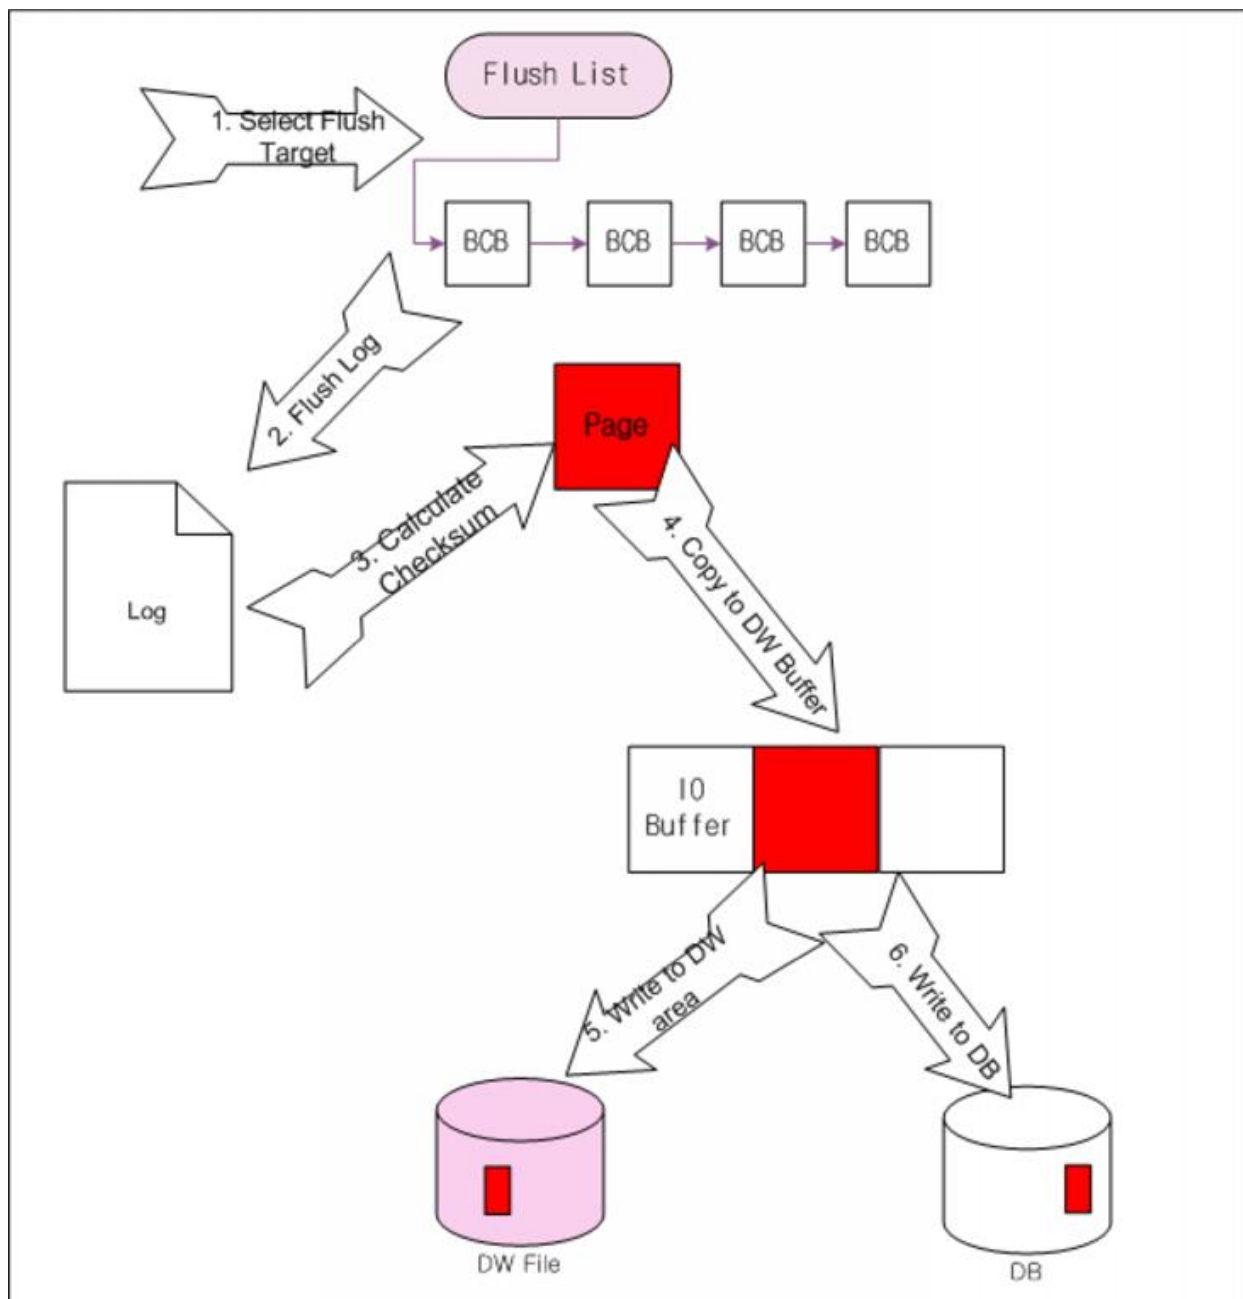 Flush List
1. Select Flush
Target
BCB
BCB
BCB
BCB
2. Flush Log
Page
3. Calculate
Checksum
4. Copy to DW Buffer
Log
IO
Buffer
5. Write to DW
area
6. Write to DB
DW File
DB